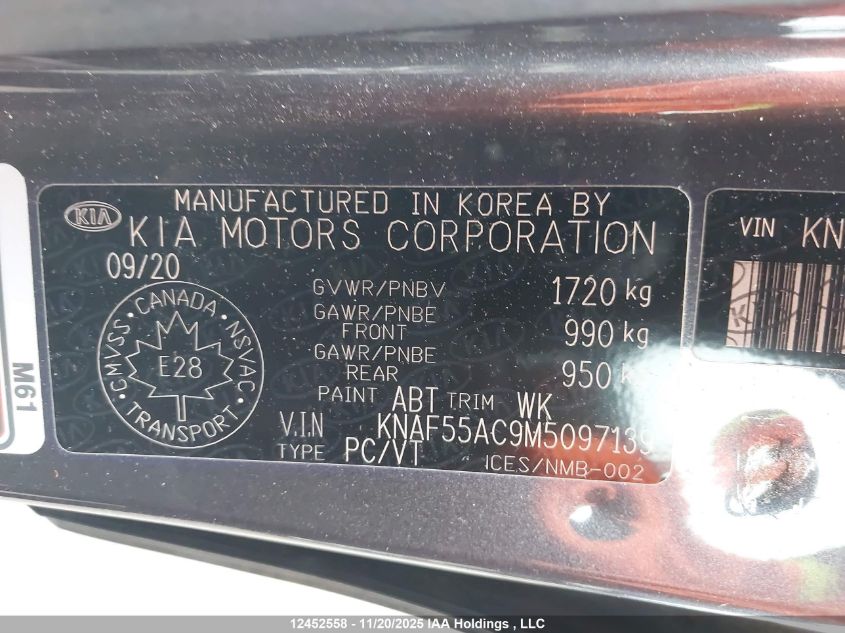 KIA
MANUFACTURED IN KOREA BY
KIA MOTORS CORPORATION
09/20
GVWR/PNBV 1720 kg
GAWR/PNBE FRONT 990 kg
GAWR/PNBE REAR 950
PAINT ABT TRIM WK
V.I.N KNAF55AC9M5097139
TYPE PC/VT
ICES/NMB-002
CANADA
CMVSS · NSVAC
E28
TRANSPORT
M61
VIN KN
12452558 - 11/20/2025 IAA Holdings , LLC